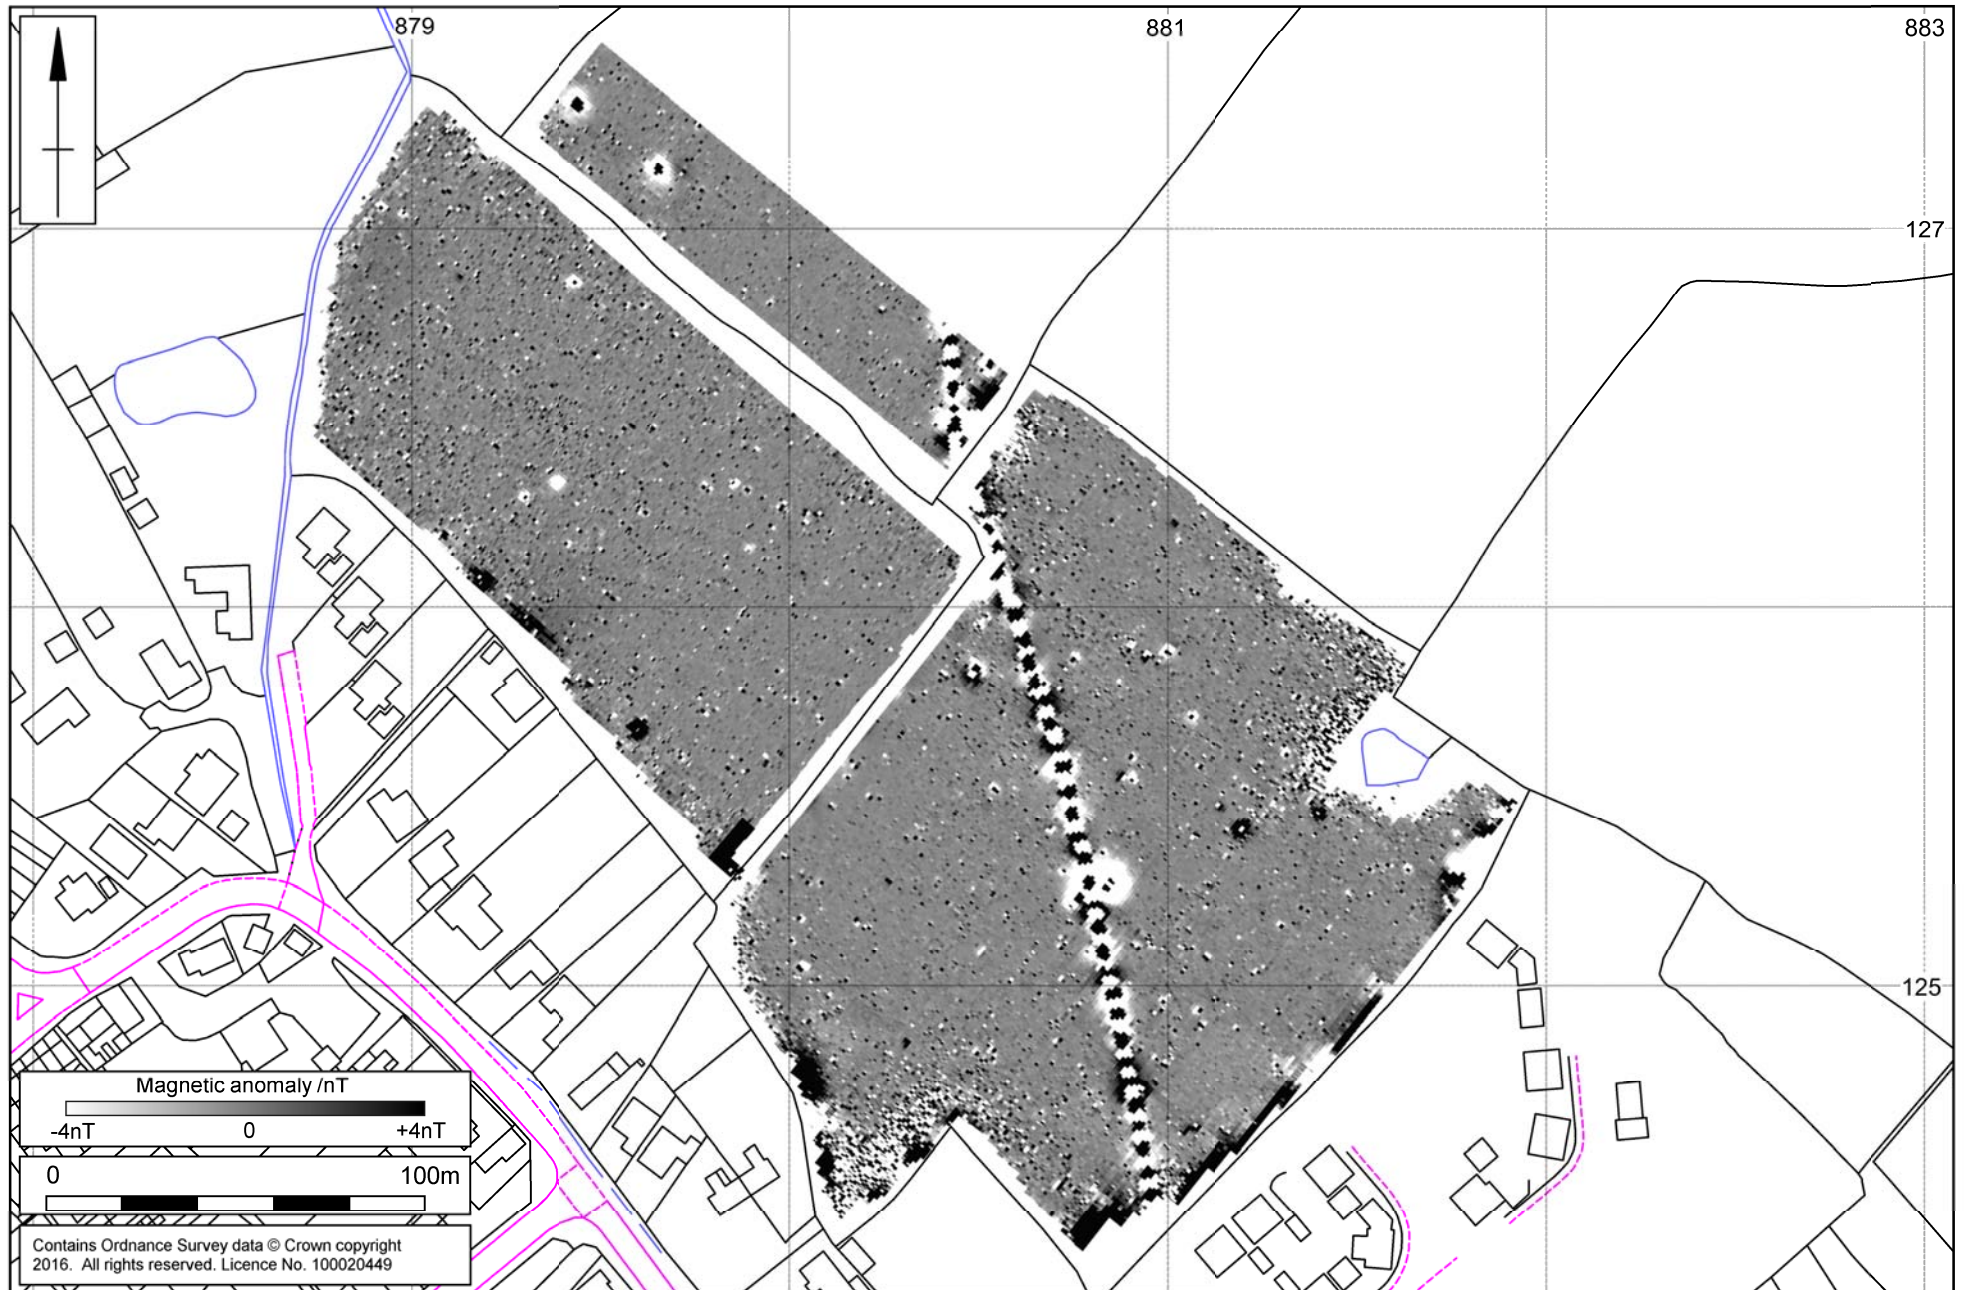 879 881 883
127
125
Magnetic anomaly /nT
-4nT 0 +4nT
0 100m
Contains Ordnance Survey data © Crown copyright
2016. All rights reserved. Licence No. 100020449